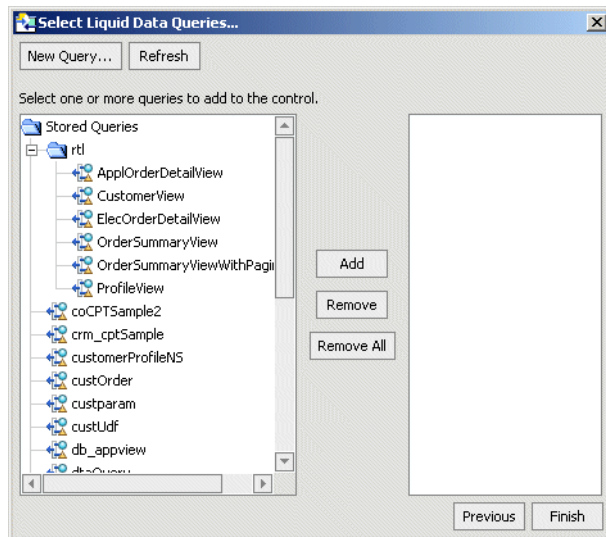 Select Liquid Data Queries...
New Query... Refresh
Select one or more queries to add to the control.
Stored Queries
rtl
ApplOrderDetailView
CustomerView
ElecOrderDetailView
OrderSummaryView
OrderSummaryViewWithPagin
ProfileView
coCPTSample2
crm_cptSample
customerProfileNS
custOrder
custparam
custUdf
db_appview
dtaQuery
Add
Remove
Remove All
Previous Finish